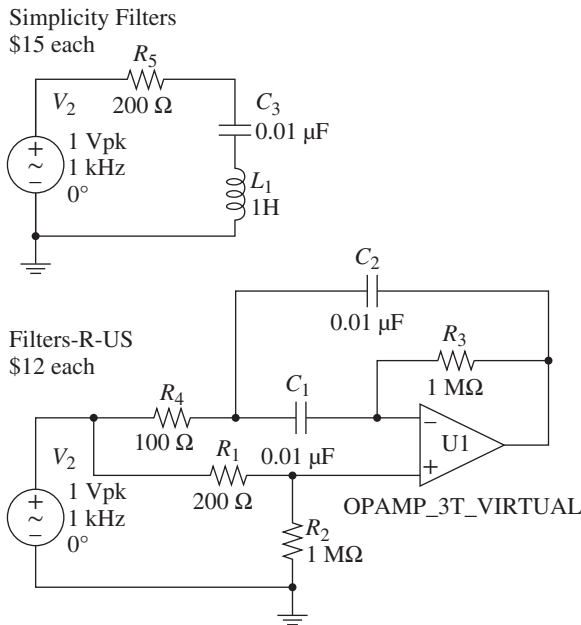 Simplicity Filters
$15 each
R5
200 Ω
V2
1 Vpk
1 kHz
0°
+
~
−
C3
0.01 μF
L1
1H
C2
0.01 μF
Filters-R-US
$12 each
R3
1 MΩ
R4
100 Ω
C1
0.01 μF
−
U1
+
OPAMP_3T_VIRTUAL
R1
200 Ω
V2
1 Vpk
1 kHz
0°
+
~
−
R2
1 MΩ